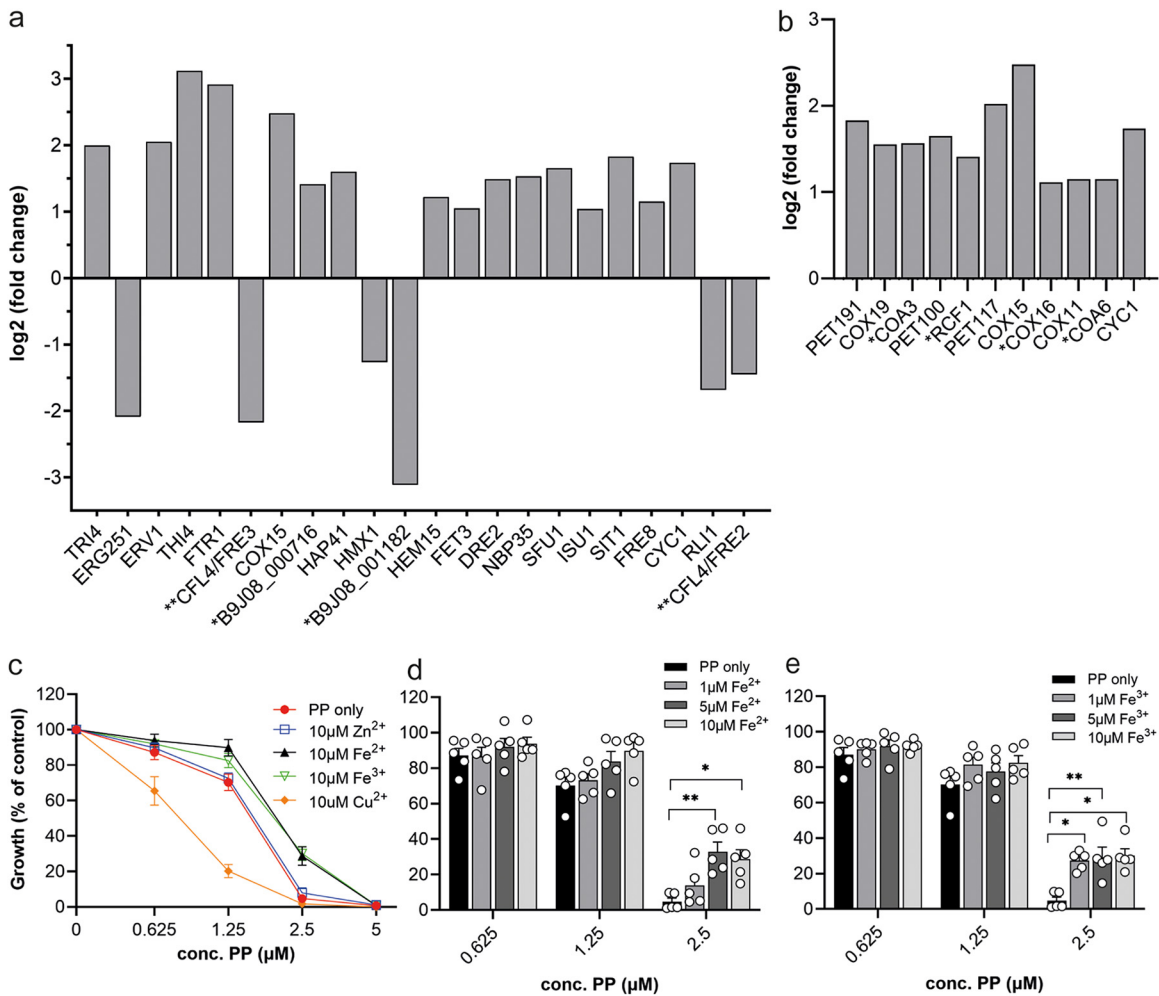 a
log2 (fold change)
3
2
1
0
-1
-2
-3
TRI4
ERG251
ERV1
THI4
FTR1
**CFL4/FRE3
COX15
*B9J08_000716
HAP41
HMX1
*B9J08_001182
HEM15
FET3
DRE2
NBP35
SFU1
ISU1
SIT1
FRE8
CYC1
RLI1
**CFL4/FRE2
b
log2 (fold change)
3
2
1
0
PET191
COX19
*COA3
PET100
*RCF1
PET117
COX15
*COX16
COX11
*COA6
CYC1
c
Growth (% of control)
120
100
80
60
40
20
0
0
0.625
1.25
2.5
5
conc. PP (µM)
PP only
10µM Zn2+
10µM Fe2+
10µM Fe3+
10uM Cu2+
d
PP only
1µM Fe2+
5µM Fe2+
10µM Fe2+
120
100
80
60
40
20
0
*
**
0.625
1.25
2.5
conc. PP (µM)
e
PP only
1µM Fe3+
5µM Fe3+
10µM Fe3+
120
100
80
60
40
20
0
**
*
*
0.625
1.25
2.5
conc. PP (µM)